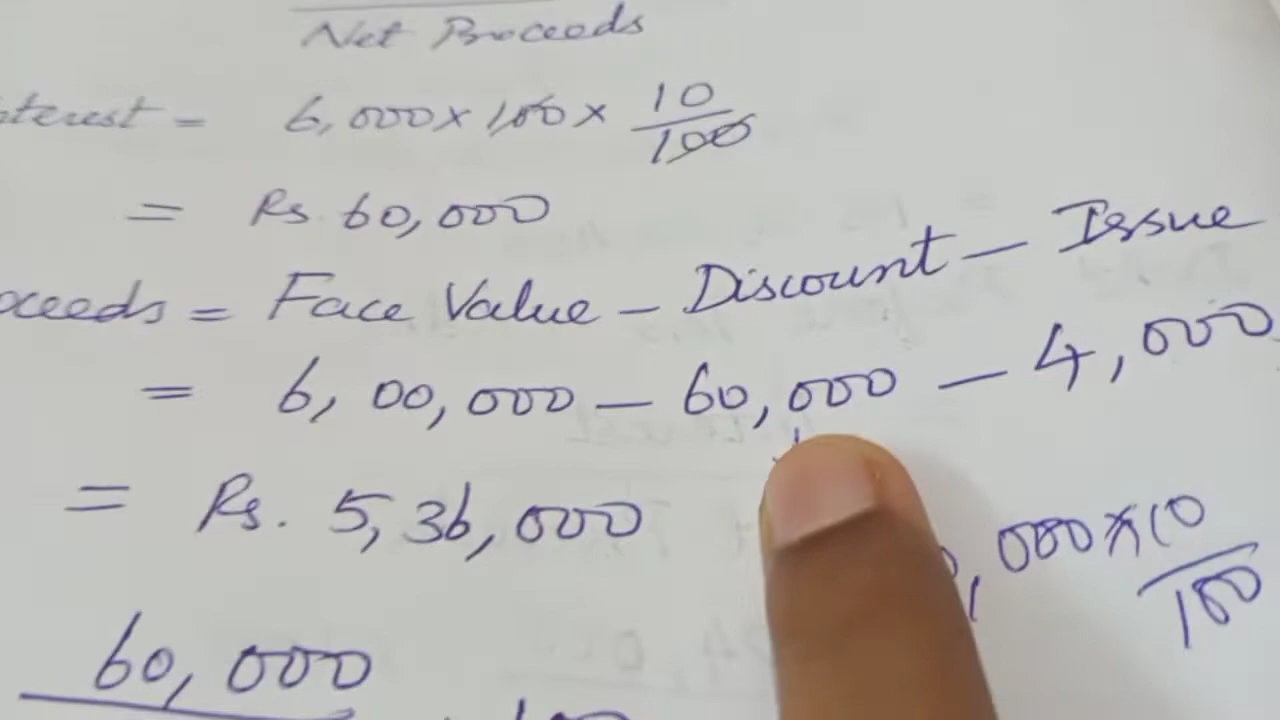 Net Proceeds
nterest = 6,000 × 100 × 10/100
= Rs. 60,000
oceeds = Face Value - Discount - Issue
= 6,00,000 - 60,000 - 4,000
= Rs. 5,36,000
,000 × 10/100
60,000